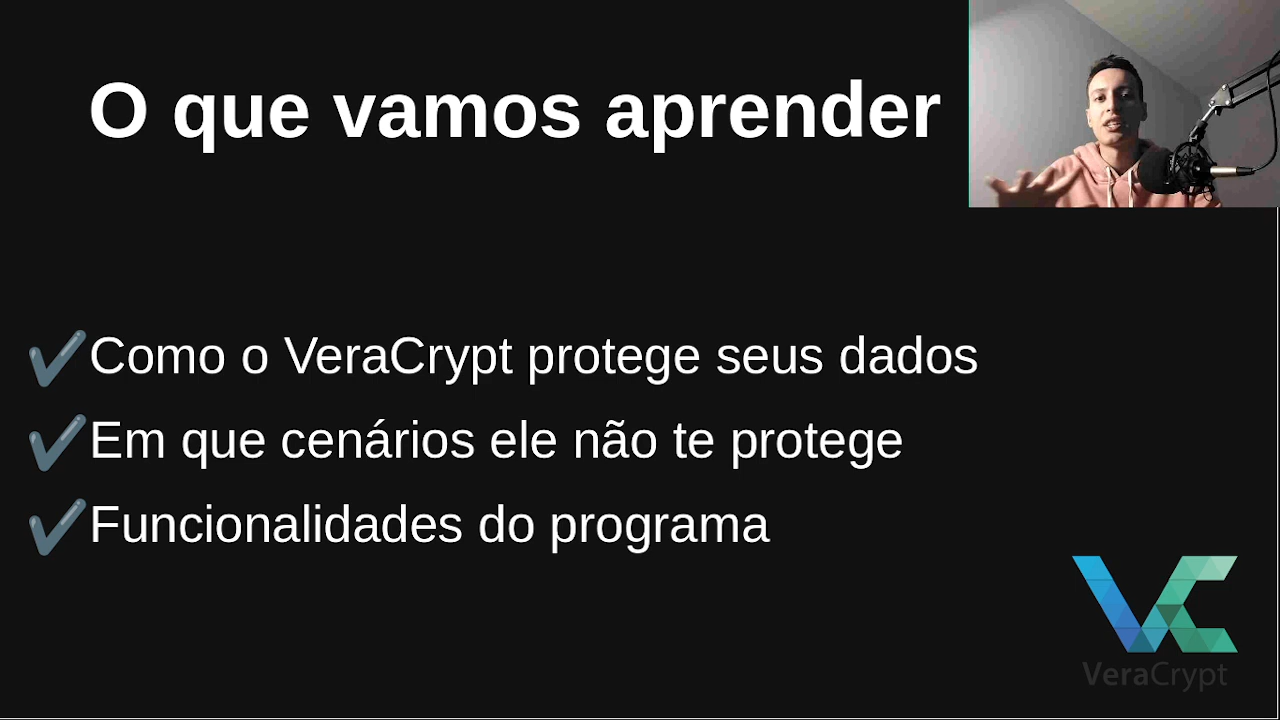 O que vamos aprender
Como o VeraCrypt protege seus dados
Em que cenários ele não te protege
Funcionalidades do programa
VeraCrypt